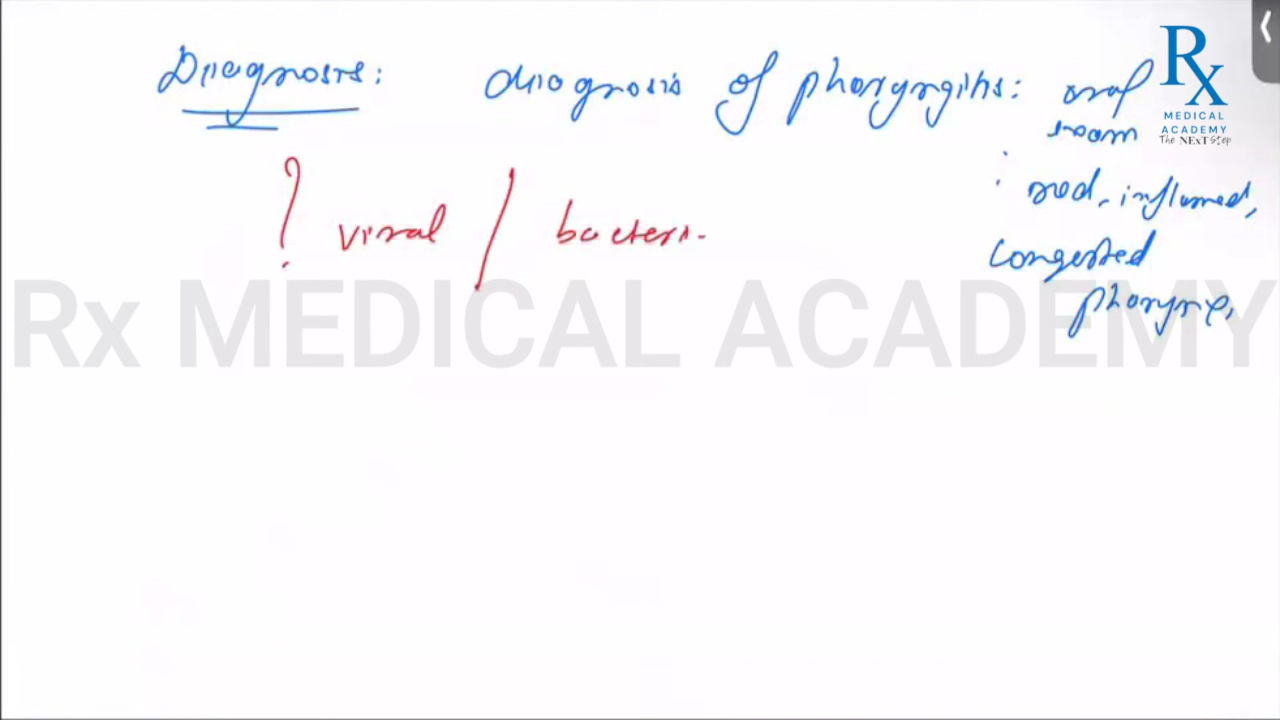 Diagnosis: diagnosis of pharyngitis: oral
exam
: red, inflamed,
? viral / bacteri.
congested
pharynx,
Rx
MEDICAL
ACADEMY
The NExT Step
Rx MEDICAL ACADEMY